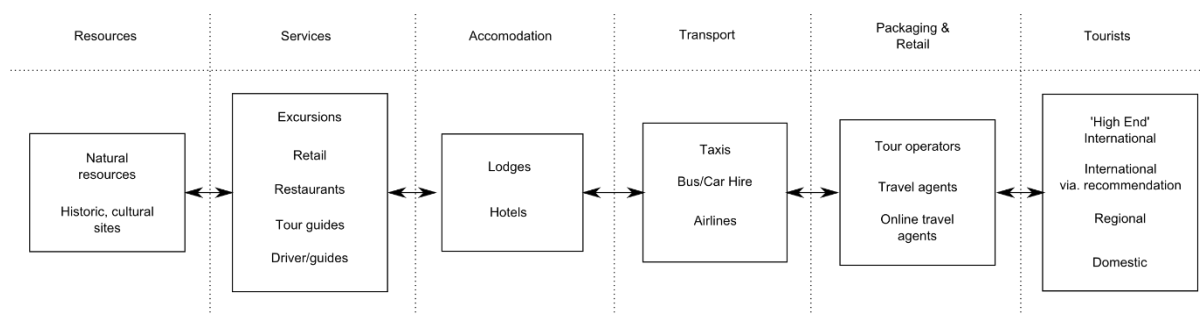 Resources
Services
Accomodation
Transport
Packaging &
Retail
Tourists
Natural
resources
Historic, cultural
sites
Excursions
Retail
Restaurants
Tour guides
Driver/guides
Lodges
Hotels
Taxis
Bus/Car Hire
Airlines
Tour operators
Travel agents
Online travel
agents
'High End'
International
International
via. recommendation
Regional
Domestic